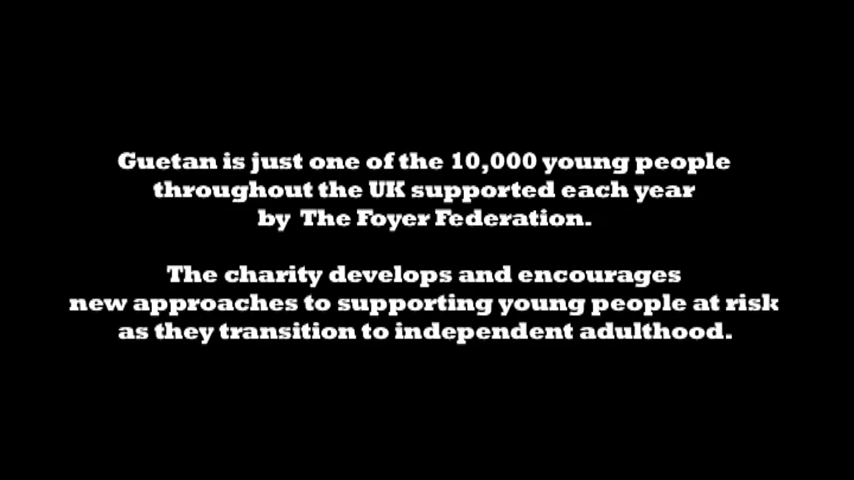 Guetan is just one of the 10,000 young people
throughout the UK supported each year
by The Foyer Federation.
The charity develops and encourages
new approaches to supporting young people at risk
as they transition to independent adulthood.